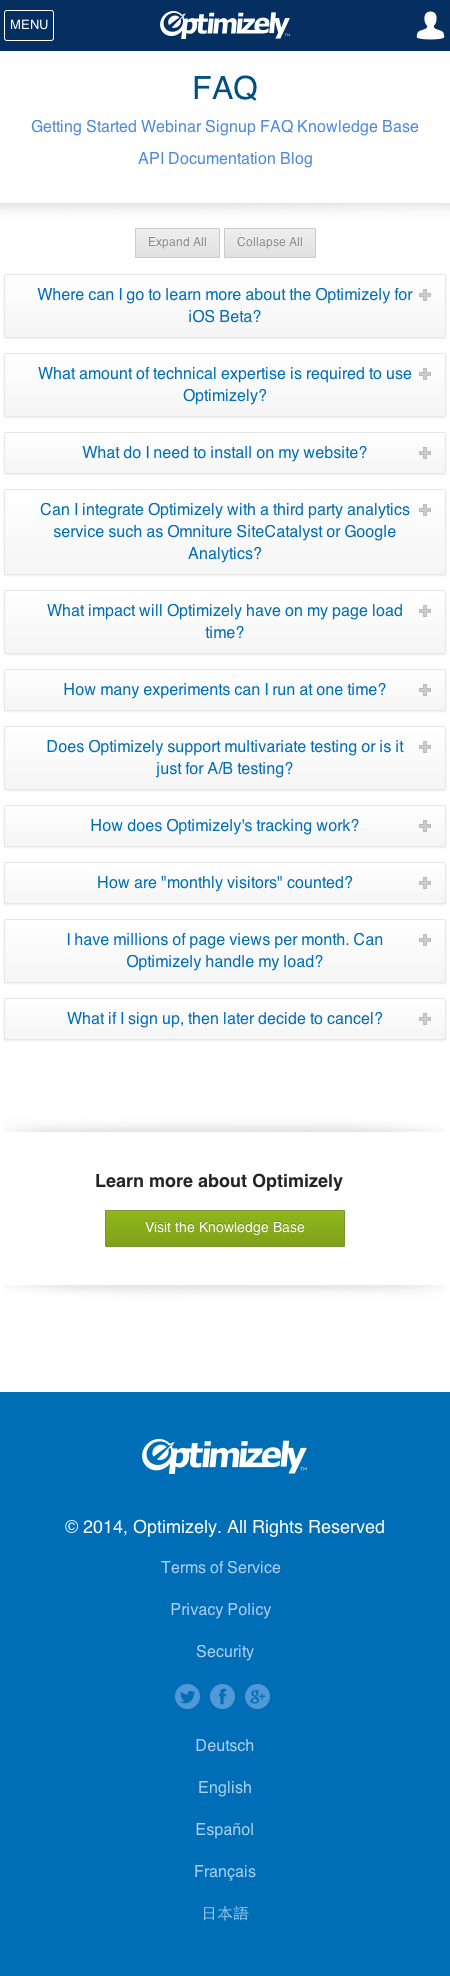 MENU
Optimizely
FAQ
Getting Started Webinar Signup FAQ Knowledge Base
API Documentation Blog
Expand All
Collapse All
Where can I go to learn more about the Optimizely for
iOS Beta?
What amount of technical expertise is required to use
Optimizely?
What do I need to install on my website?
Can I integrate Optimizely with a third party analytics
service such as Omniture SiteCatalyst or Google
Analytics?
What impact will Optimizely have on my page load
time?
How many experiments can I run at one time?
Does Optimizely support multivariate testing or is it
just for A/B testing?
How does Optimizely's tracking work?
How are "monthly visitors" counted?
I have millions of page views per month. Can
Optimizely handle my load?
What if I sign up, then later decide to cancel?
Learn more about Optimizely
Visit the Knowledge Base
Optimizely
© 2014, Optimizely. All Rights Reserved
Terms of Service
Privacy Policy
Security
Deutsch
English
Español
Français
日本語